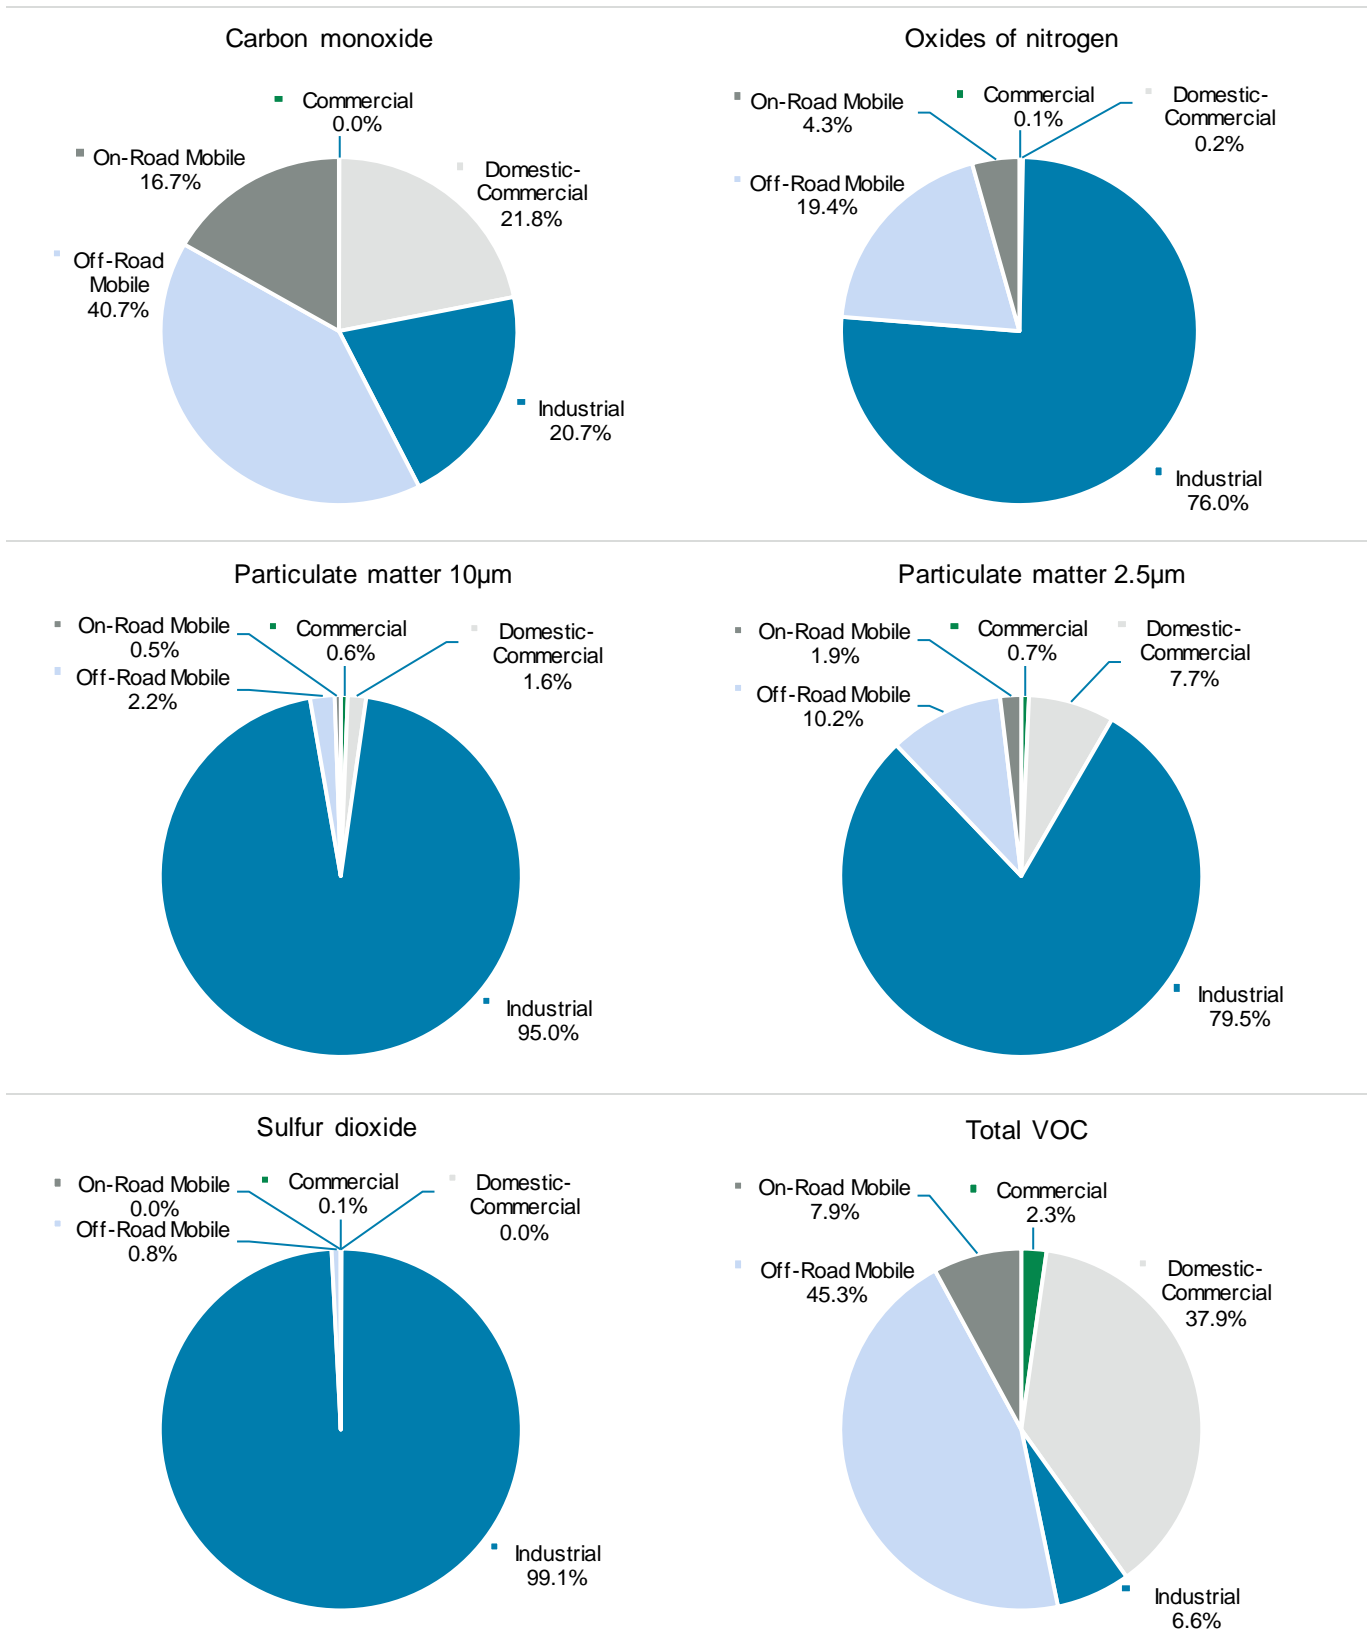 Carbon monoxide
Commercial
0.0%
On-Road Mobile
16.7%
Domestic-
Commercial
21.8%
Off-Road
Mobile
40.7%
Industrial
20.7%
Oxides of nitrogen
On-Road Mobile
4.3%
Commercial
0.1%
Domestic-
Commercial
0.2%
Off-Road Mobile
19.4%
Industrial
76.0%
Particulate matter 10µm
On-Road Mobile
0.5%
Commercial
0.6%
Domestic-
Commercial
1.6%
Off-Road Mobile
2.2%
Industrial
95.0%
Particulate matter 2.5µm
On-Road Mobile
1.9%
Commercial
0.7%
Domestic-
Commercial
7.7%
Off-Road Mobile
10.2%
Industrial
79.5%
Sulfur dioxide
On-Road Mobile
0.0%
Commercial
0.1%
Domestic-
Commercial
0.0%
Off-Road Mobile
0.8%
Industrial
99.1%
Total VOC
On-Road Mobile
7.9%
Commercial
2.3%
Off-Road Mobile
45.3%
Domestic-
Commercial
37.9%
Industrial
6.6%